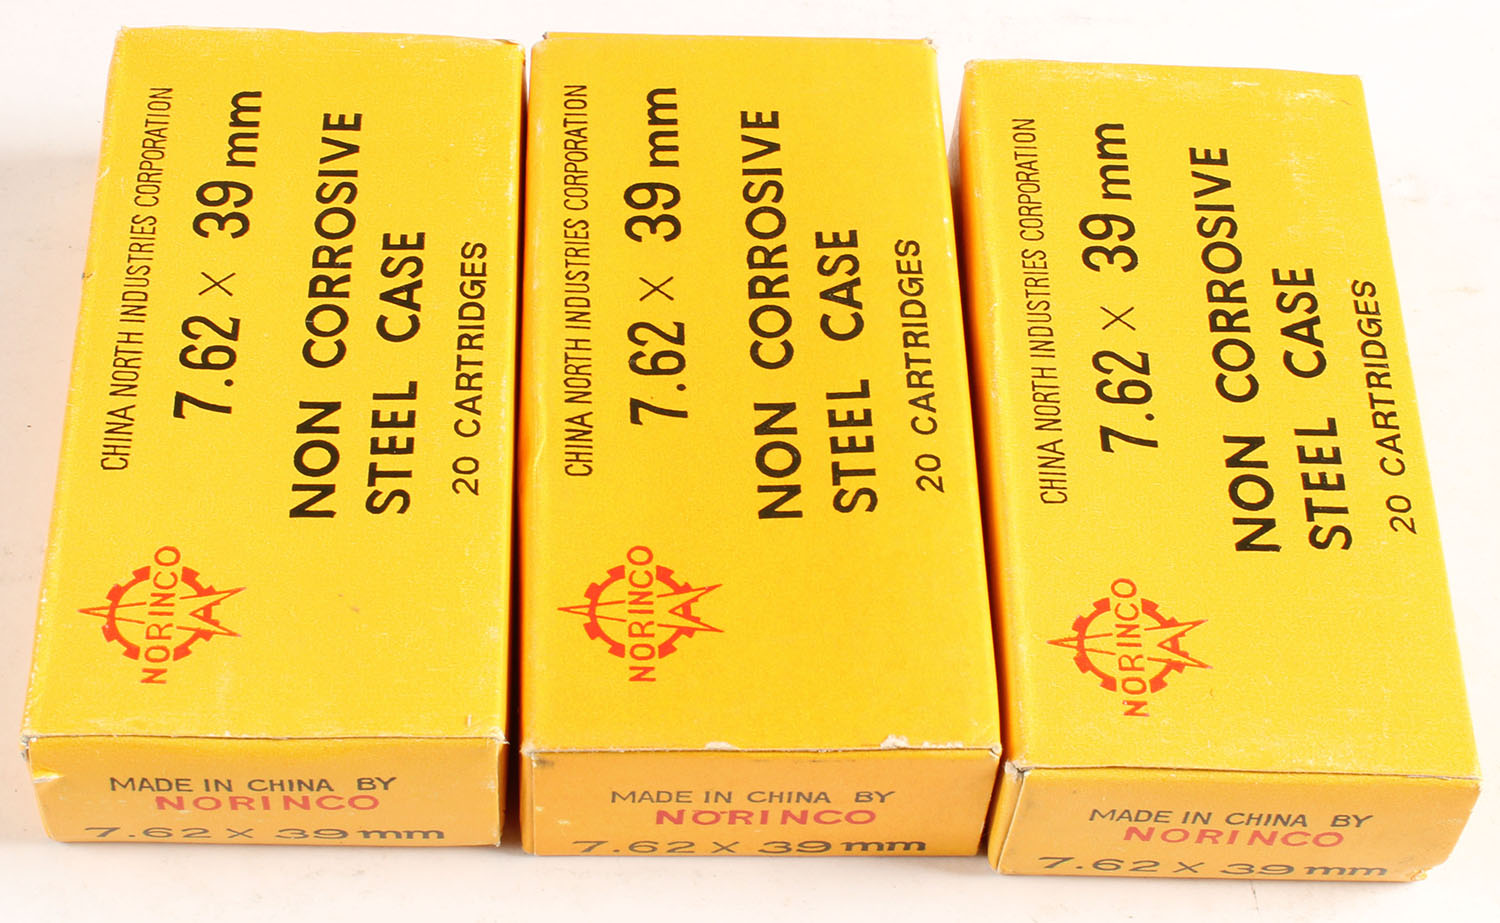 CHINA NORTH INDUSTRIES CORPORATION
7.62 × 39 mm
NON CORROSIVE
STEEL CASE
20 CARTRIDGES
NORINCO
MADE IN CHINA BY
NORINCO
7.62 × 39 mm
CHINA NORTH INDUSTRIES CORPORATION
7.62 × 39 mm
NON CORROSIVE
STEEL CASE
20 CARTRIDGES
NORINCO
MADE IN CHINA BY
NORINCO
7.62 × 39 mm
CHINA NORTH INDUSTRIES CORPORATION
7.62 × 39 mm
NON CORROSIVE
STEEL CASE
20 CARTRIDGES
NORINCO
MADE IN CHINA BY
NORINCO
7.62 × 39 mm